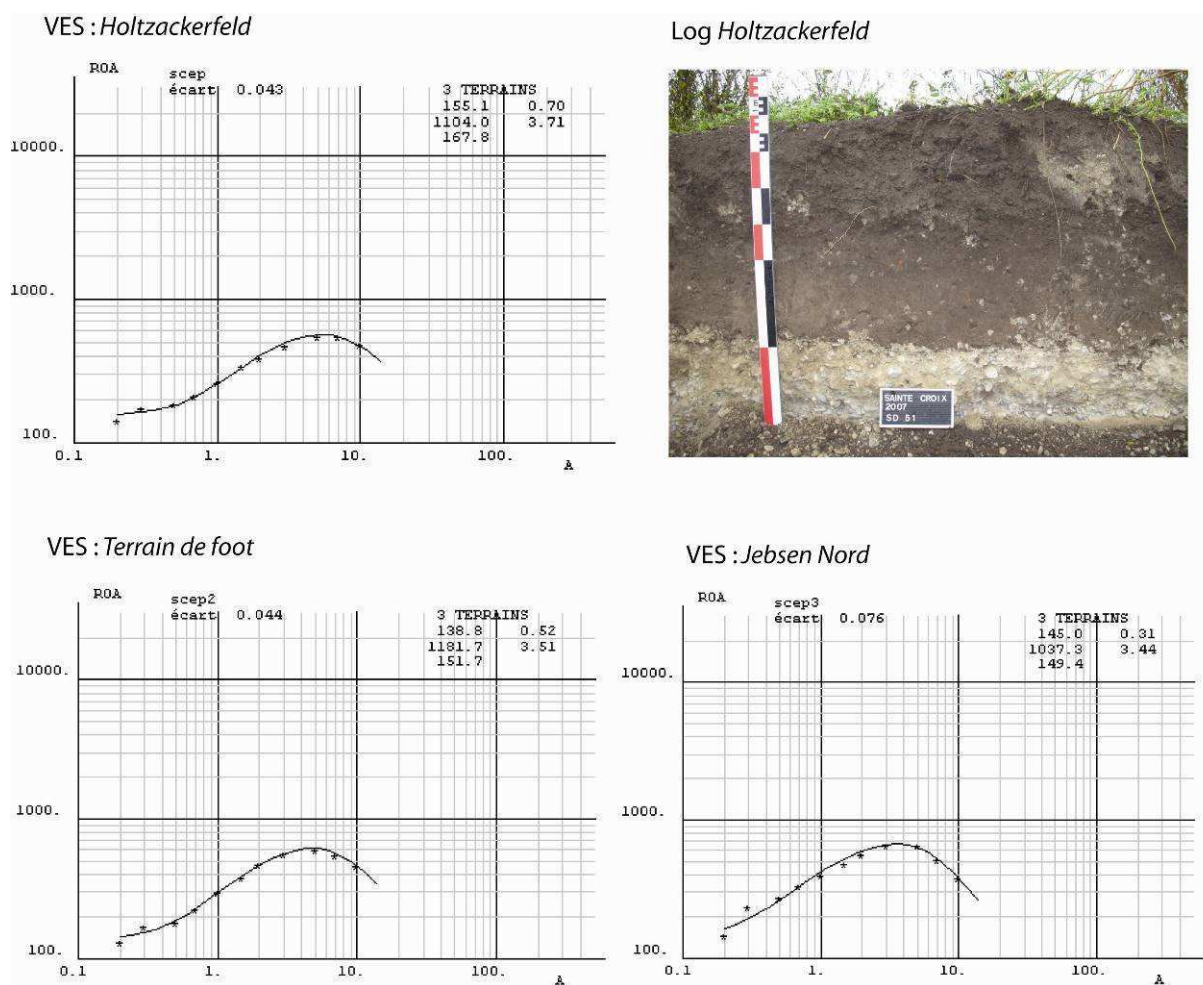 VES : Holtzackerfeld
ROA
scep
écart 0.043
3 TERRAINS
155.1 0.70
1104.0 3.71
167.8
10000.
1000.
100.
0.1 1. 10. 100.
A
Log Holtzackerfeld
SAINTE CROIX
2007
SD 51
VES : Terrain de foot
ROA
scep2
écart 0.044
3 TERRAINS
138.8 0.52
1181.7 3.51
151.7
10000.
1000.
100.
0.1 1. 10. 100.
A
VES : Jebsen Nord
ROA
scep3
écart 0.076
3 TERRAINS
145.0 0.31
1037.3 3.44
149.4
10000.
1000.
100.
0.1 1. 10. 100.
A